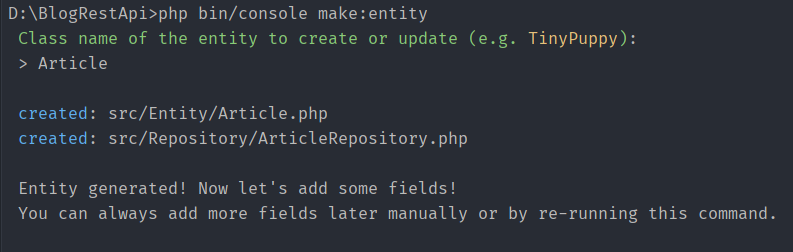 D:\BlogRestApi>php bin/console make:entity
Class name of the entity to create or update (e.g. TinyPuppy):
> Article
created: src/Entity/Article.php
created: src/Repository/ArticleRepository.php
Entity generated! Now let's add some fields!
You can always add more fields later manually or by re-running this command.